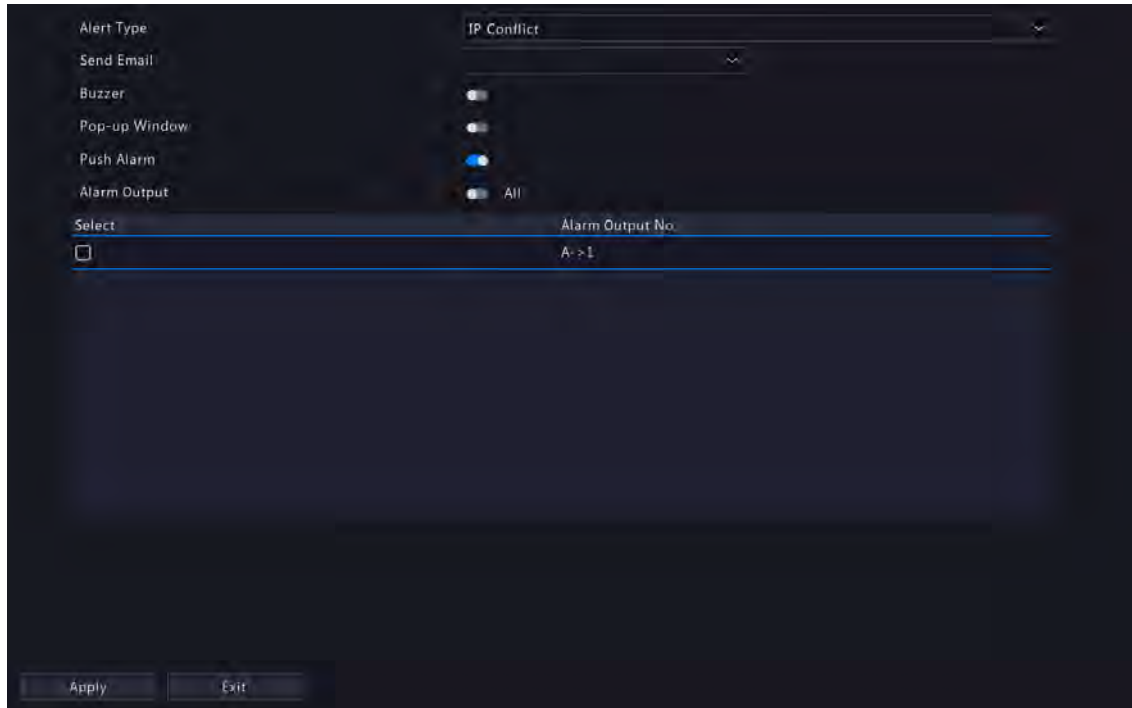 Alert Type IP Conflict
Send Email
Buzzer
Pop-up Window
Push Alarm
Alarm Output All
Select Alarm Output No.
A->1
Apply Exit